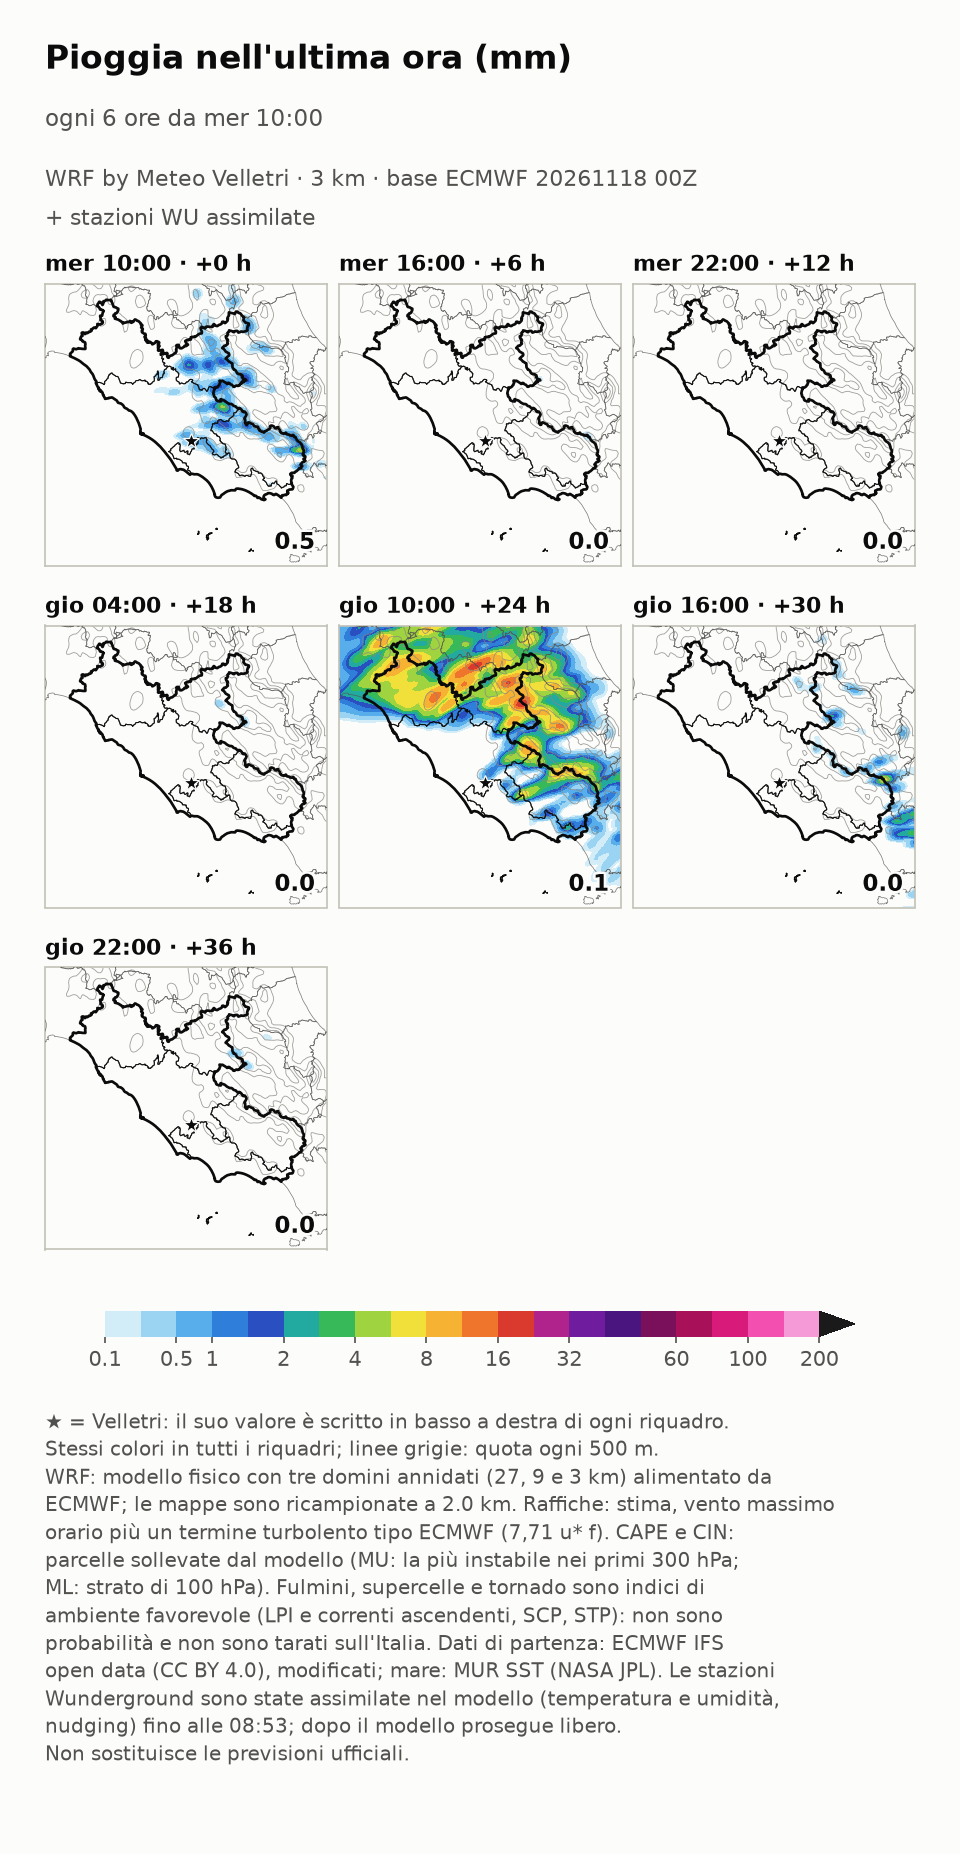 Pioggia nell'ultima ora (mm)
ogni 6 ore da mer 10:00
WRF by Meteo Velletri · 3 km · base ECMWF 20261118 00Z
+ stazioni WU assimilate
mer 10:00 · +0 h
mer 16:00 · +6 h
mer 22:00 · +12 h
0.5
0.0
0.0
gio 04:00 · +18 h
gio 10:00 · +24 h
gio 16:00 · +30 h
0.0
0.1
0.0
gio 22:00 · +36 h
0.0
0.1 0.5 1 2 4 8 16 32 60 100 200
★ = Velletri: il suo valore è scritto in basso a destra di ogni riquadro.
Stessi colori in tutti i riquadri; linee grigie: quota ogni 500 m.
WRF: modello fisico con tre domini annidati (27, 9 e 3 km) alimentato da
ECMWF; le mappe sono ricampionate a 2.0 km. Raffiche: stima, vento massimo
orario più un termine turbolento tipo ECMWF (7,71 u* f). CAPE e CIN:
parcelle sollevate dal modello (MU: la più instabile nei primi 300 hPa;
ML: strato di 100 hPa). Fulmini, supercelle e tornado sono indici di
ambiente favorevole (LPI e correnti ascendenti, SCP, STP): non sono
probabilità e non sono tarati sull'Italia. Dati di partenza: ECMWF IFS
open data (CC BY 4.0), modificati; mare: MUR SST (NASA JPL). Le stazioni
Wunderground sono state assimilate nel modello (temperatura e umidità,
nudging) fino alle 08:53; dopo il modello prosegue libero.
Non sostituisce le previsioni ufficiali.